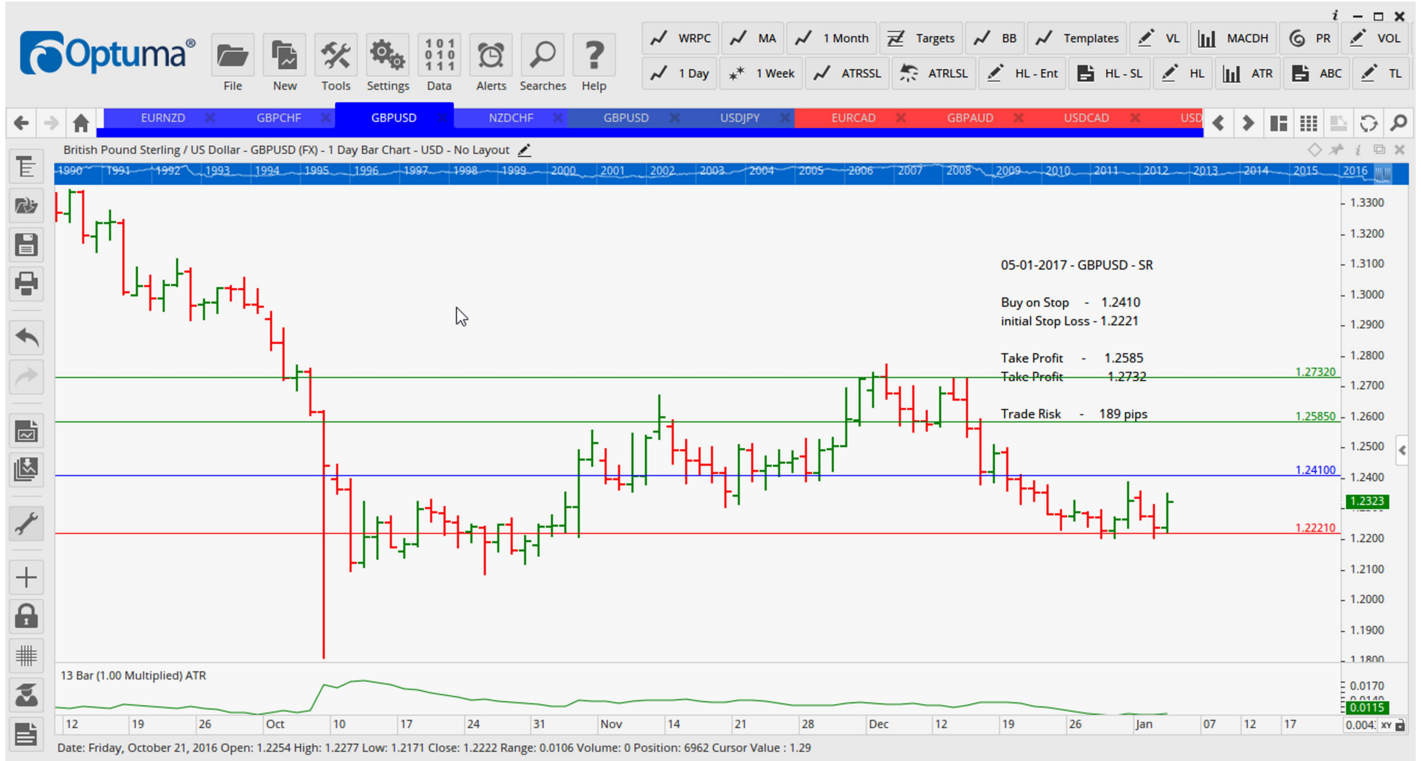 i
Optuma®
WRPC MA 1 Month Targets BB Templates VL MACDH PR VOL
1 Day 1 Week ATRSSL ATRLSL HL - Ent HL - SL HL ATR ABC TL
101
010
111
File New Tools Settings Data Alerts Searches Help
EURNZD GBPCHF GBPUSD NZDCHF GBPUSD USDJPY EURCAD GBPAUD USDCAD USD
British Pound Sterling / US Dollar - GBPUSD (FX) - 1 Day Bar Chart - USD - No Layout
1990 1991 1992 1993 1994 1995 1996 1997 1998 1999 2000 2001 2002 2003 2004 2005 2006 2007 2008 2009 2010 2011 2012 2013 2014 2015 2016
1.3300
1.3200
05-01-2017 - GBPUSD - SR
1.3100
1.3000
Buy on Stop - 1.2410
initial Stop Loss - 1.2221
1.2900
1.2800
Take Profit - 1.2585
Take Profit 1.2732
1.27320
1.2700
Trade Risk - 189 pips
1.25850
1.2600
1.2500
1.24100
1.2400
1.2323
1.22210
1.2200
1.2100
1.2000
1.1900
1.1800
13 Bar (1.00 Multiplied) ATR
0.0170
0.0140
0.0115
12 19 26 Oct 10 17 24 31 Nov 14 21 28 Dec 12 19 26 Jan 07 12 17 0.004 XY
Date: Friday, October 21, 2016 Open: 1.2254 High: 1.2277 Low: 1.2171 Close: 1.2222 Range: 0.0106 Volume: 0 Position: 6962 Cursor Value : 1.29